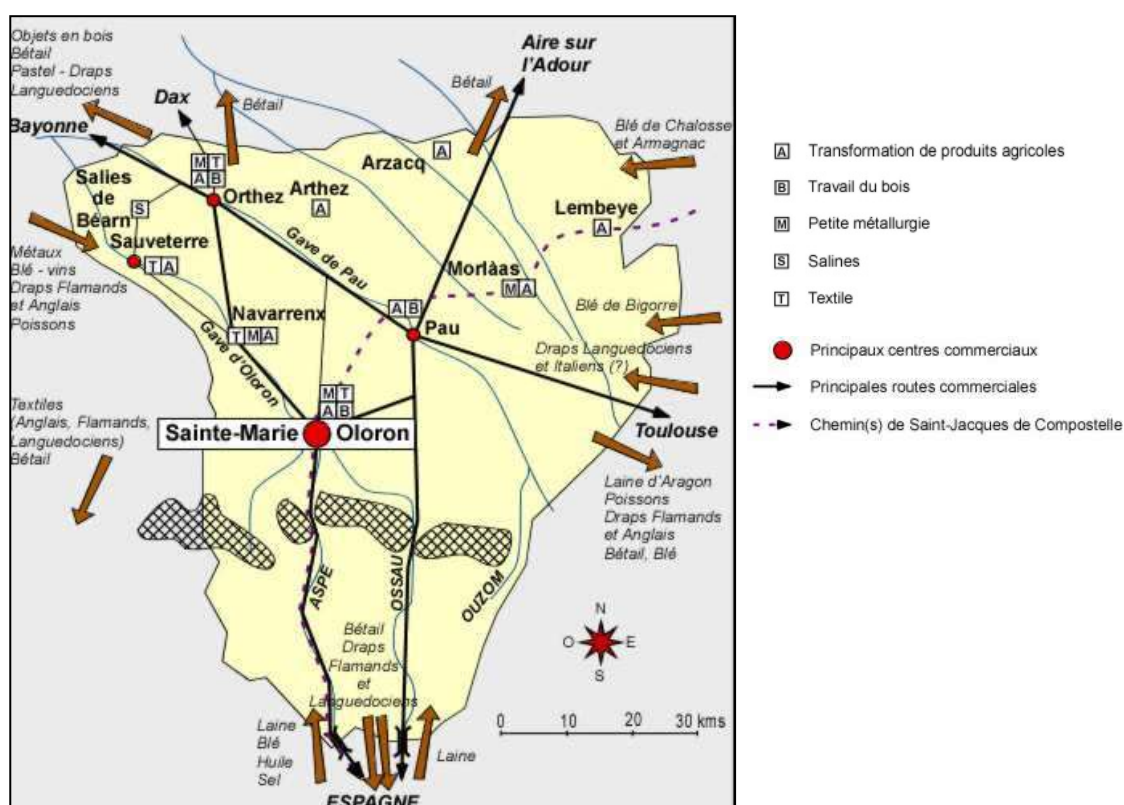 Objets en bois
Bétail
Pastel - Draps
Languedociens
Dax
Bétail
Aire sur
l'Adour
Bétail
Bayonne
Blé de Chalosse
et Armagnac
M T
A B
A
Arzacq
Salies
de
Béarn
S
Orthez
Arthez
A
Lembeye
A
Sauveterre
T A
Métaux
Blé - vins
Draps Flamands
et Anglais
Poissons
Gave de Pau
Morlàas
M A
A B
Pau
Blé de Bigorre
Navarrenx
T M A
Gave d'Oloron
Draps Languedociens
et Italiens (?)
M T
A B
Textiles
(Anglais, Flamands,
Languedociens)
Bétail
Sainte-Marie Oloron
Toulouse
Laine d'Aragon
Poissons
Draps Flamands
et Anglais
Bétail, Blé
ASPE
OSSAU
OUZOM
N
O E
S
Bétail
Draps
Flamands
et
Languedociens
0 10 20 30 kms
Laine
Blé
Huile
Sel
Laine
ESPAGNE
A Transformation de produits agricoles
B Travail du bois
M Petite métallurgie
S Salines
T Textile
Principaux centres commerciaux
Principales routes commerciales
Chemin(s) de Saint-Jacques de Compostelle